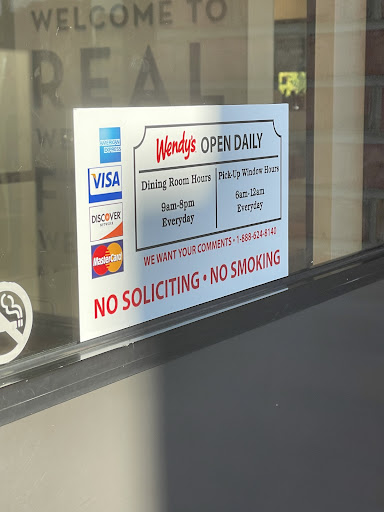 WELCOME TO
REAL
AMERICAN
EXPRESS
VISA
DISCOVER
NETWORK
MasterCard
Wendy's OPEN DAILY
Dining Room Hours
9am-8pm
Everyday
Pick-Up Window Hours
6am-12am
Everyday
WE WANT YOUR COMMENTS • 1-888-624-8140
NO SOLICITING • NO SMOKING